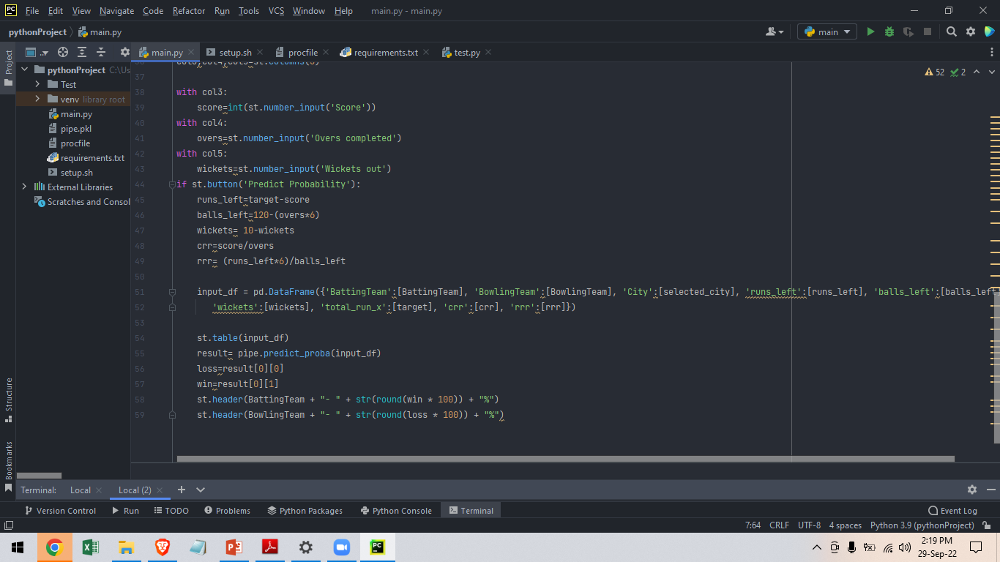 File Edit View Navigate Code Refactor Run Tools VCS Window Help main.py - main.py
pythonProject main.py main
Project .. main.py setup.sh procfile requirements.txt test.py
pythonProject C:\Us
Test
venv library root
main.py
pipe.pkl
procfile
requirements.txt
setup.sh
External Libraries
Scratches and Consol
52 2
37
38 with col3:
39 score=int(st.number_input('Score'))
40 with col4:
41 overs=st.number_input('Overs completed')
42 with col5:
43 wickets=st.number_input('Wickets out')
44 if st.button('Predict Probability'):
45 runs_left=target-score
46 balls_left=120-(overs*6)
47 wickets= 10-wickets
48 crr=score/overs
49 rrr= (runs_left*6)/balls_left
50
51 input_df = pd.DataFrame({'BattingTeam':[BattingTeam], 'BowlingTeam':[BowlingTeam], 'City':[selected_city], 'runs_left':[runs_left], 'balls_left':[balls_left
52 'wickets':[wickets], 'total_run_x':[target], 'crr':[crr], 'rrr':[rrr]})
53
54 st.table(input_df)
55 result= pipe.predict_proba(input_df)
56 loss=result[0][0]
57 win=result[0][1]
58 st.header(BattingTeam + "- " + str(round(win * 100)) + "%")
59 st.header(BowlingTeam + "- " + str(round(loss * 100)) + "%")
Structure
Bookmarks
Terminal: Local Local (2)
Version Control Run TODO Problems Python Packages Python Console Terminal Event Log
7:64 CRLF UTF-8 4 spaces Python 3.9 (pythonProject)
2:19 PM
29-Sep-22